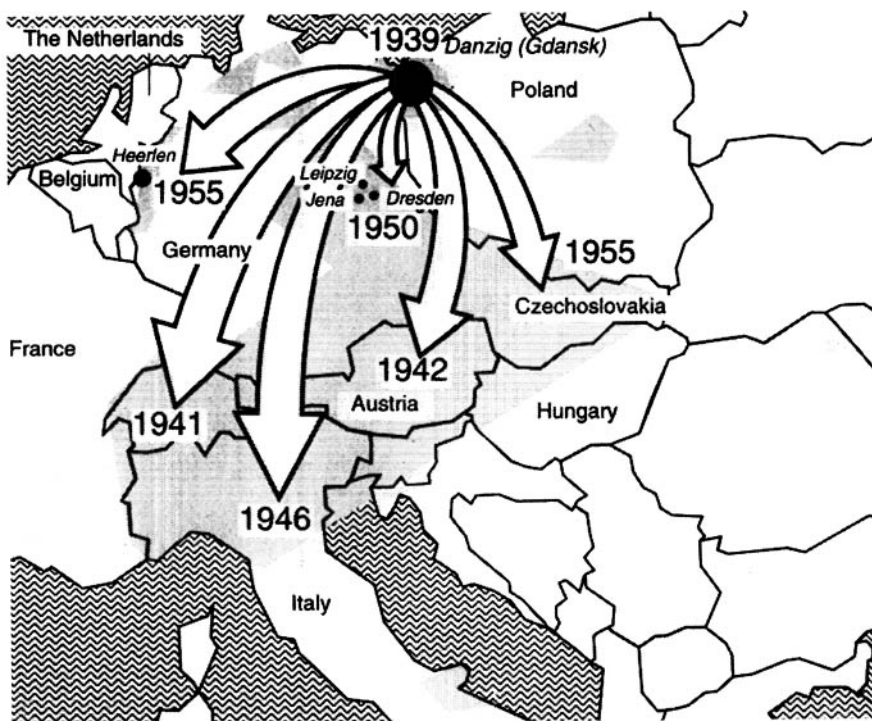 The Netherlands
1939
Danzig (Gdansk)
Poland
Heerlen
Belgium
1955
Leipzig
Jena
Dresden
1950
Germany
1955
Czechoslovakia
France
1942
Austria
Hungary
1941
1946
Italy